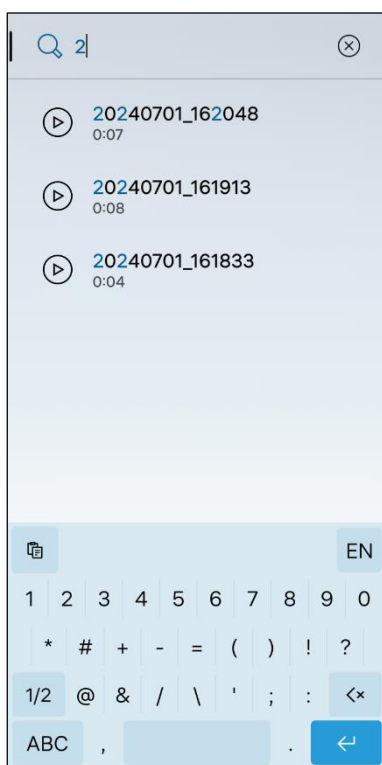 2
20240701_162048
0:07
20240701_161913
0:08
20240701_161833
0:04
EN
1 2 3 4 5 6 7 8 9 0
* # + - = ( ) ! ?
1/2 @ & / \ ' ; :
ABC , .